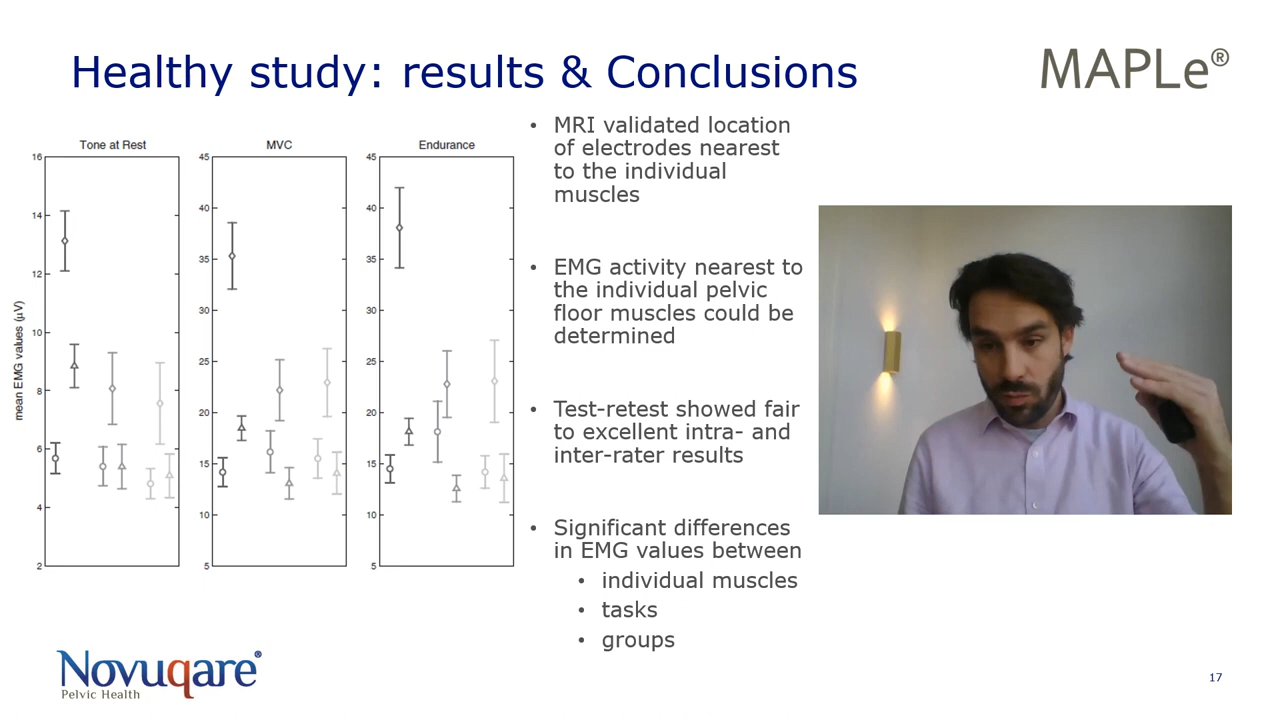 Healthy study: results & Conclusions
MAPLe®
Tone at Rest
MVC
Endurance
mean EMG values (μV)
16
14
12
10
8
6
4
2
45
40
35
30
25
20
15
10
5
45
40
35
30
25
20
15
10
5
• MRI validated location
of electrodes nearest
to the individual
muscles
• EMG activity nearest to
the individual pelvic
floor muscles could be
determined
• Test-retest showed fair
to excellent intra- and
inter-rater results
• Significant differences
in EMG values between
• individual muscles
• tasks
• groups
Novuqare®
Pelvic Health
17